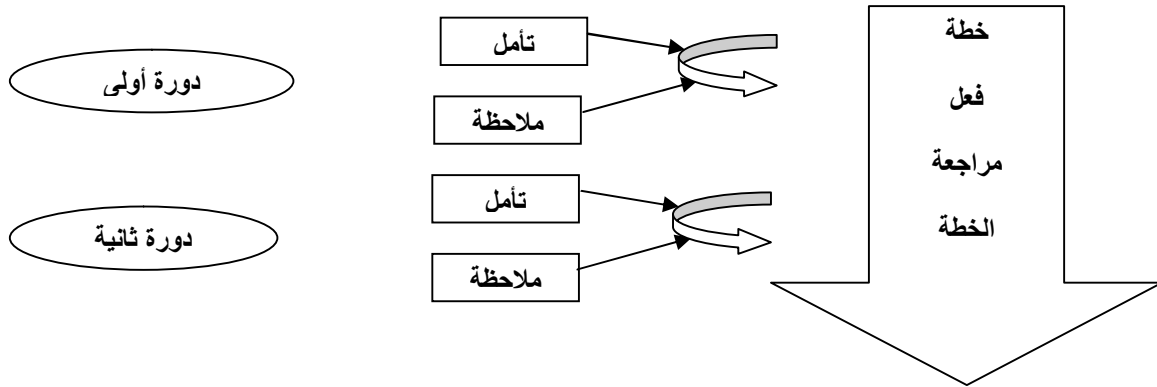 خطة
فعل
مراجعة
الخطة
تأمل
ملاحظة
تأمل
ملاحظة
دورة أولى
دورة ثانية